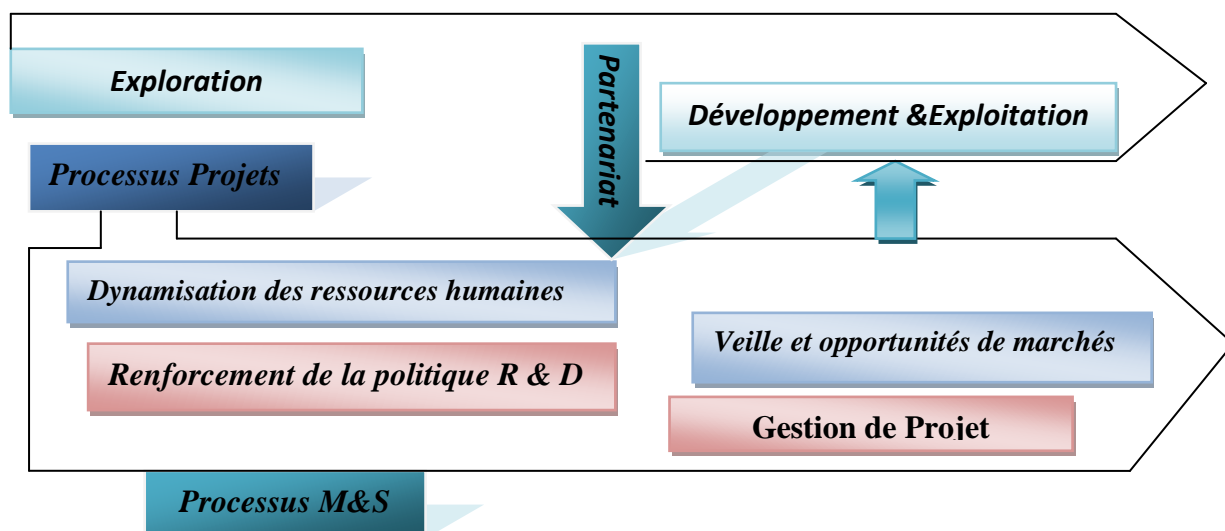 Exploration
Partenariat
Développement &Exploitation
Processus Projets
Dynamisation des ressources humaines
Veille et opportunités de marchés
Renforcement de la politique R & D
Gestion de Projet
Processus M&S